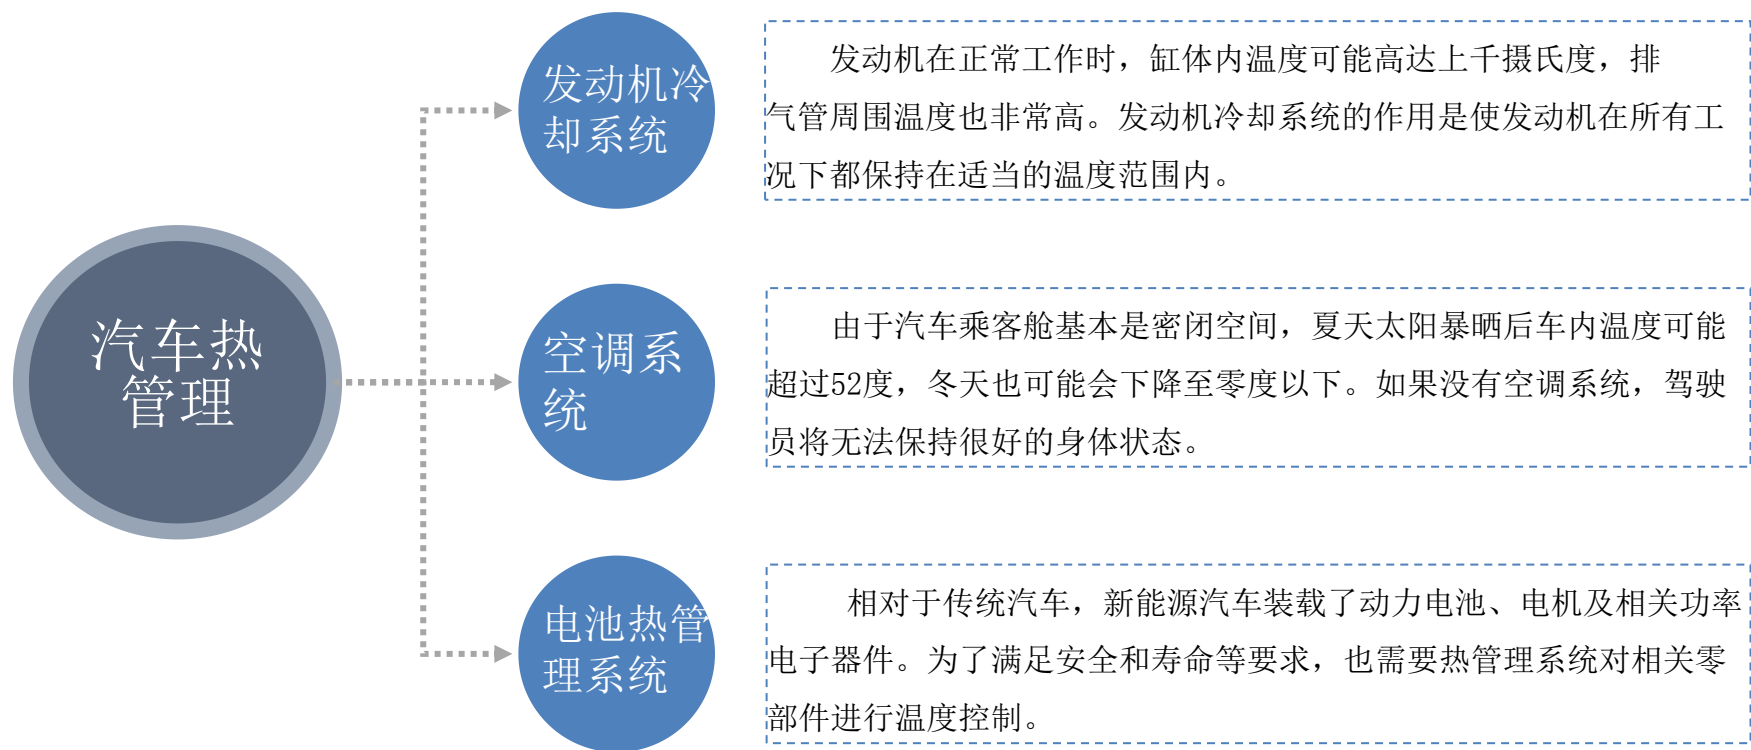 汽车热
管理
发动机冷
却系统
发动机在正常工作时，缸体内温度可能高达上千摄氏度，排
气管周围温度也非常高。发动机冷却系统的作用是使发动机在所有工
况下都保持在适当的温度范围内。
空调系
统
由于汽车乘客舱基本是密闭空间，夏天太阳暴晒后车内温度可能
超过52度，冬天也可能会下降至零度以下。如果没有空调系统，驾驶
员将无法保持很好的身体状态。
电池热管
理系统
相对于传统汽车，新能源汽车装载了动力电池、电机及相关功率
电子器件。为了满足安全和寿命等要求，也需要热管理系统对相关零
部件进行温度控制。